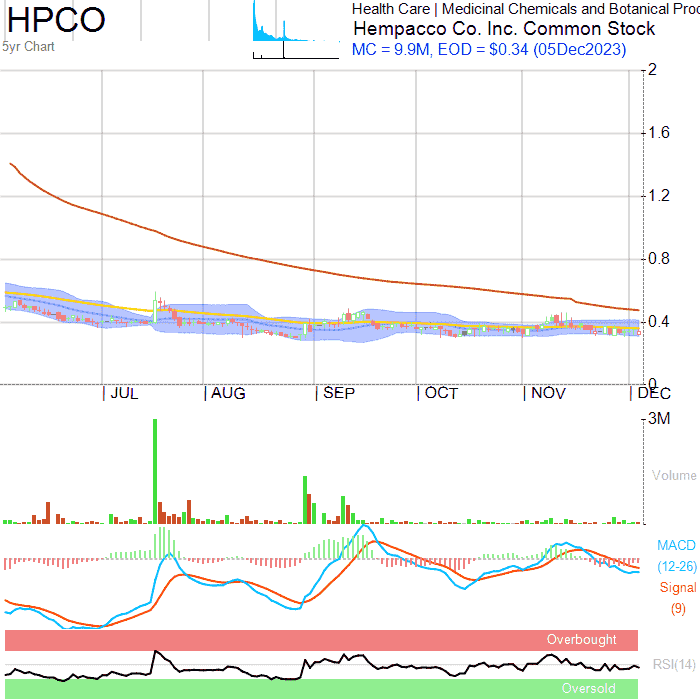 HPCO
5yr Chart
Health Care | Medicinal Chemicals and Botanical Proc
Hempacco Co. Inc. Common Stock
MC = 9.9M, EOD = $0.34 (05Dec2023)
2
1.6
1.2
0.8
0.4
0
JUL AUG SEP OCT NOV DEC
3M
Volume
MACD
(12-26)
Signal
(9)
Overbought
RSI(14)
Oversold